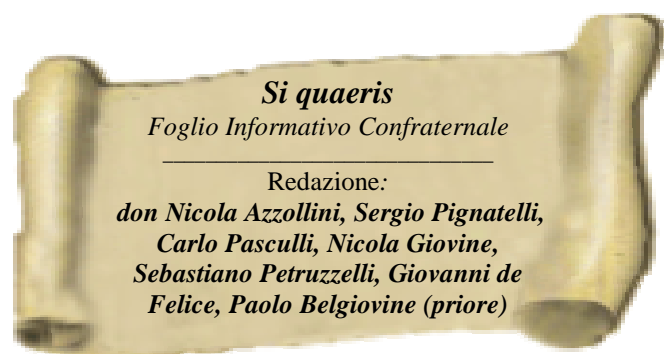 Si quaeris
Foglio Informativo Confraternale
Redazione:
don Nicola Azzollini, Sergio Pignatelli,
Carlo Pasculli, Nicola Giovine,
Sebastiano Petruzzelli, Giovanni de
Felice, Paolo Belgiovine (priore)